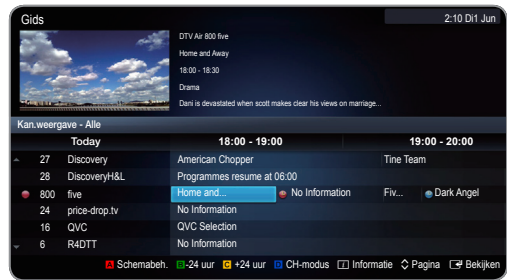 Gids
2:10 Di1 Jun
DTV Air 800 five
Home and Away
18:00 - 18:30
Drama
Dani is devastated when scott makes clear his views on marriage...
Kan.weergave - Alle
Today 18:00 - 19:00 19:00 - 20:00
27 Discovery American Chopper Tine Team
28 DiscoveryH&L Programmes resume at 06:00
800 five Home and... No Information Fiv... Dark Angel
24 price-drop.tv No Information
16 QVC QVC Selection
6 R4DTT No Information
A Schemabeh. B -24 uur C +24 uur D CH-modus i Informatie Pagina Bekijken